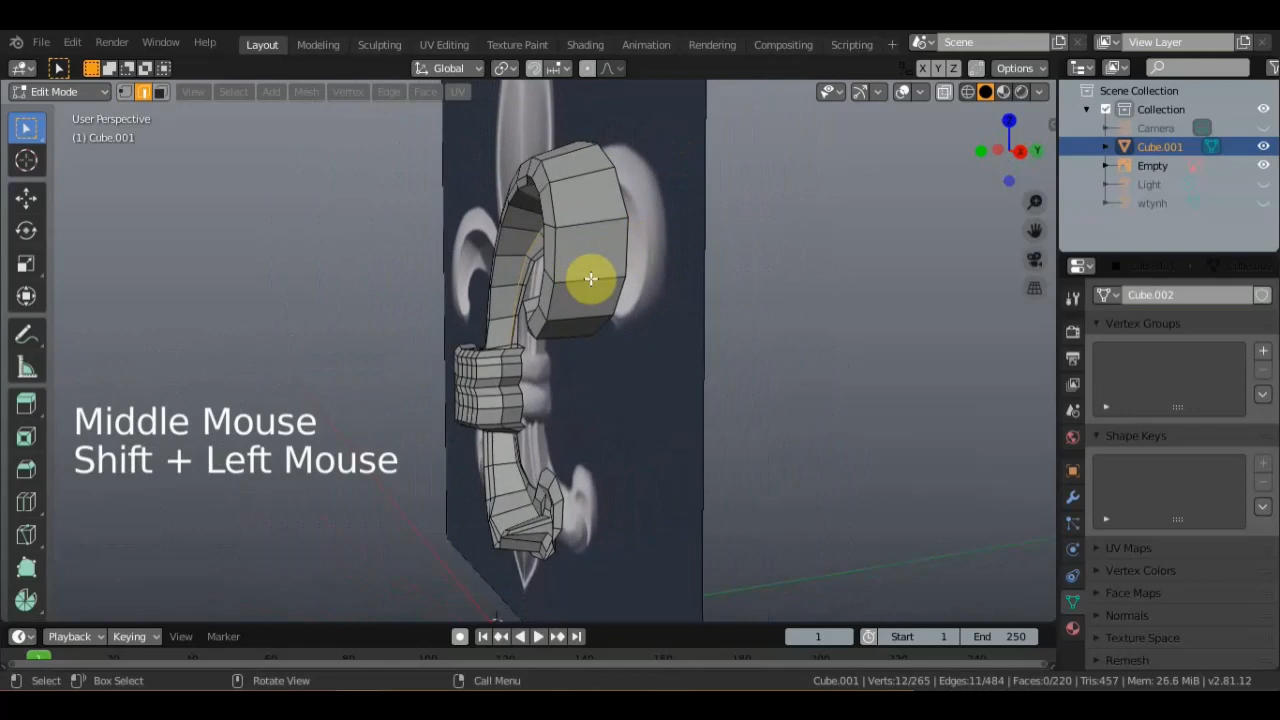 File Edit Render Window Help Layout Modeling Sculpting UV Editing Texture Paint Shading Animation Rendering Compositing Scripting + Scene View Layer
Global X Y Z Options
Edit Mode View Select Add Mesh Vertex Edge Face UV
User Perspective
(1) Cube.001
Z
X Y
Middle Mouse
Shift + Left Mouse
Scene Collection
Collection
Camera
Cube.001
Empty
Light
wtynh
Cube.002
Vertex Groups
Shape Keys
UV Maps
Vertex Colors
Face Maps
Normals
Texture Space
Remesh
Playback Keying View Marker 1 Start 1 End 250
1
Select Box Select Rotate View Call Menu Cube.001 | Verts:12/265 | Edges:11/484 | Faces:0/220 | Tris:457 | Mem: 26.6 MiB | v2.81.12